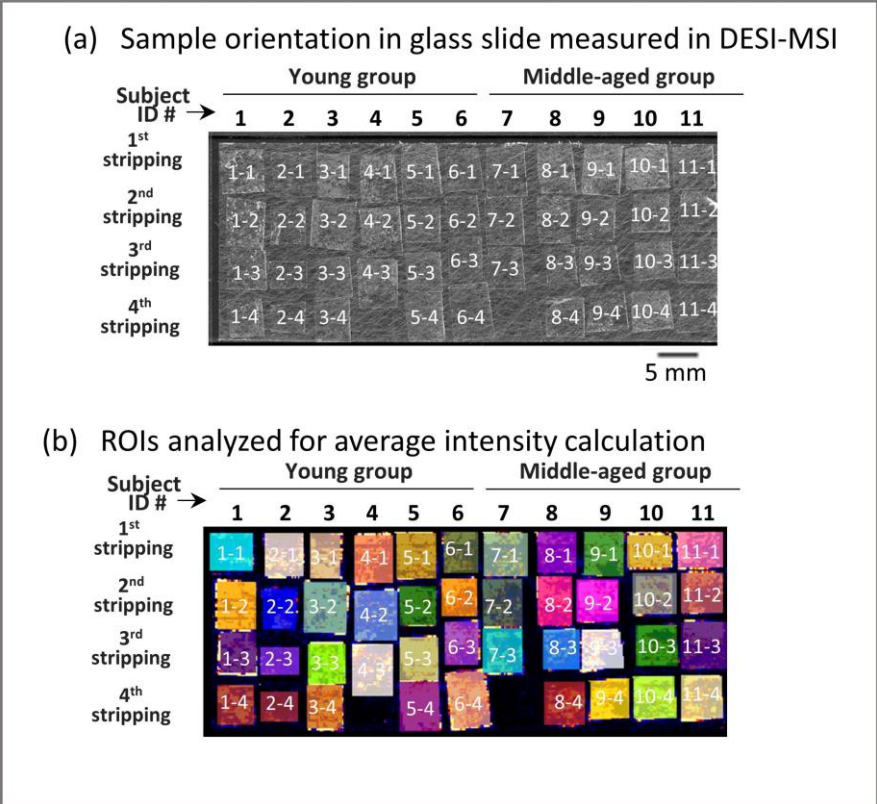 (a) Sample orientation in glass slide measured in DESI-MSI
Young group Middle-aged group
Subject
ID # → 1 2 3 4 5 6 7 8 9 10 11
1st
stripping 1-1 2-1 3-1 4-1 5-1 6-1 7-1 8-1 9-1 10-1 11-1
2nd
stripping 1-2 2-2 3-2 4-2 5-2 6-2 7-2 8-2 9-2 10-2 11-2
3rd
stripping 1-3 2-3 3-3 4-3 5-3 6-3 7-3 8-3 9-3 10-3 11-3
4th
stripping 1-4 2-4 3-4 5-4 6-4 8-4 9-4 10-4 11-4
5 mm
(b) ROIs analyzed for average intensity calculation
Young group Middle-aged group
Subject
ID # → 1 2 3 4 5 6 7 8 9 10 11
1st
stripping 1-1 2-1 3-1 4-1 5-1 6-1 7-1 8-1 9-1 10-1 11-1
2nd
stripping 1-2 2-2 3-2 4-2 5-2 6-2 7-2 8-2 9-2 10-2 11-2
3rd
stripping 1-3 2-3 3-3 4-3 5-3 6-3 7-3 8-3 9-3 10-3 11-3
4th
stripping 1-4 2-4 3-4 5-4 6-4 8-4 9-4 10-4 11-4